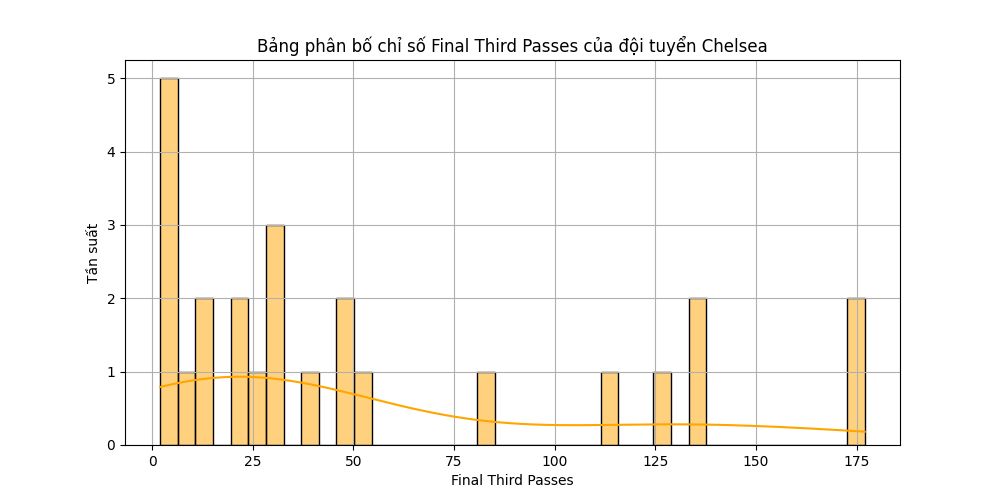 Bảng phân bố chỉ số Final Third Passes của đội tuyển Chelsea
5
4
3
2
1
0
Tần suất
0 25 50 75 100 125 150 175
Final Third Passes